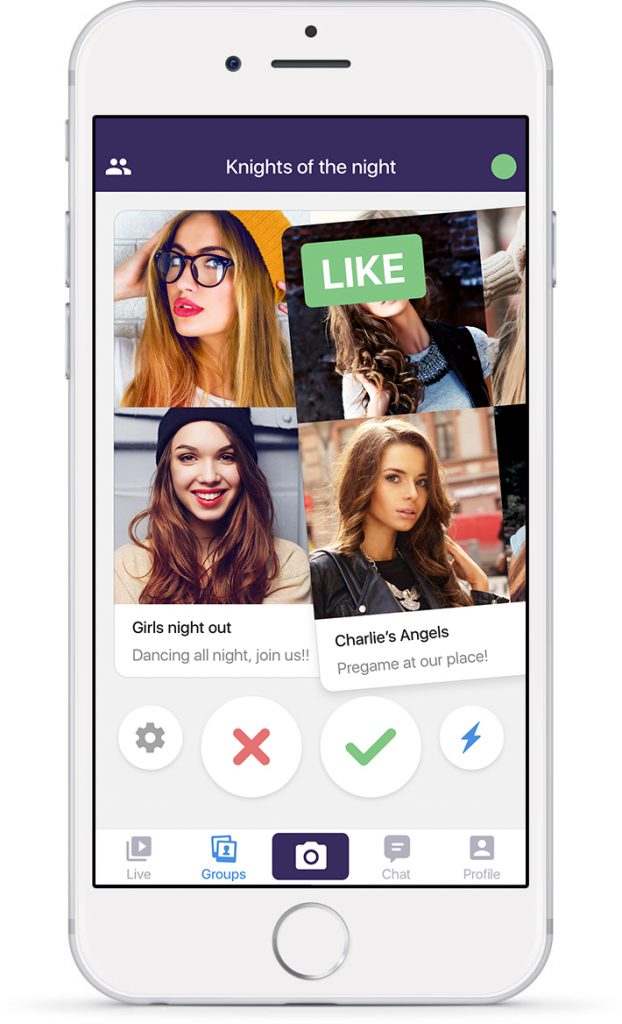 Knights of the night
LIKE
Girls night out
Dancing all night, join us!!
Charlie's Angels
Pregame at our place!
Live
Groups
Chat
Profile